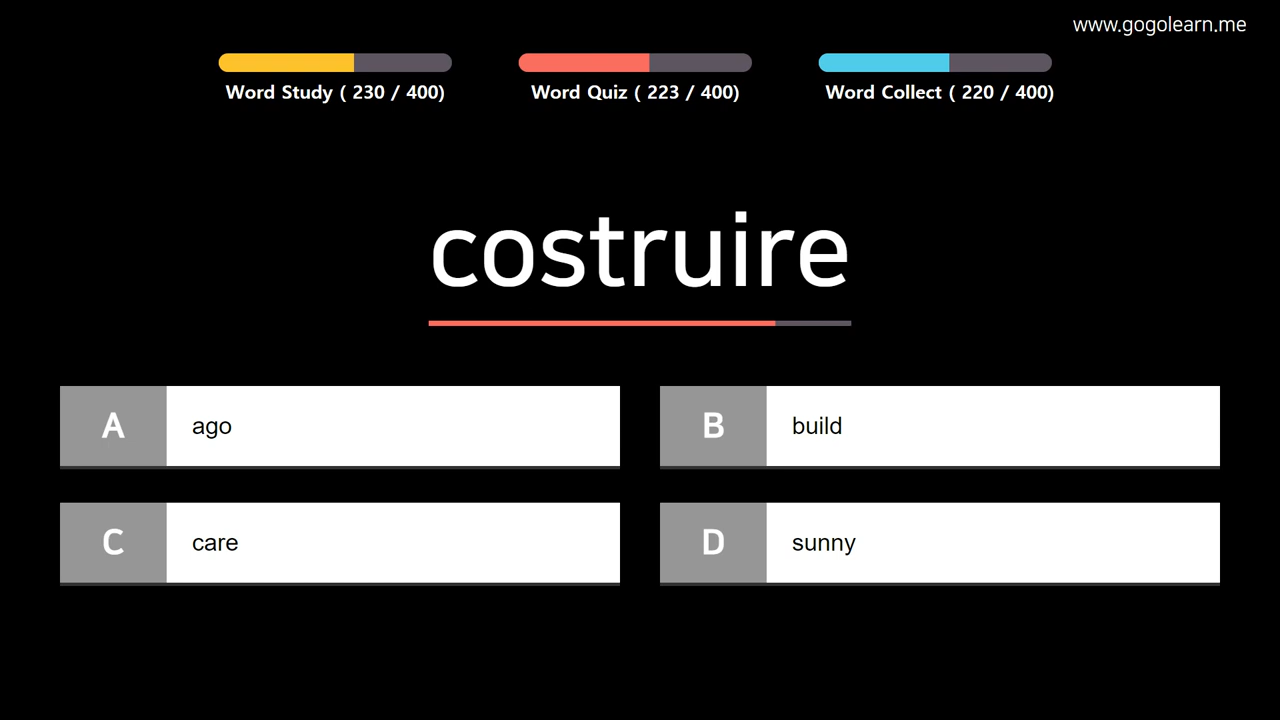 www.gogolearn.me
Word Study ( 230 / 400)
Word Quiz ( 223 / 400)
Word Collect ( 220 / 400)
costruire
A ago
B build
C care
D sunny